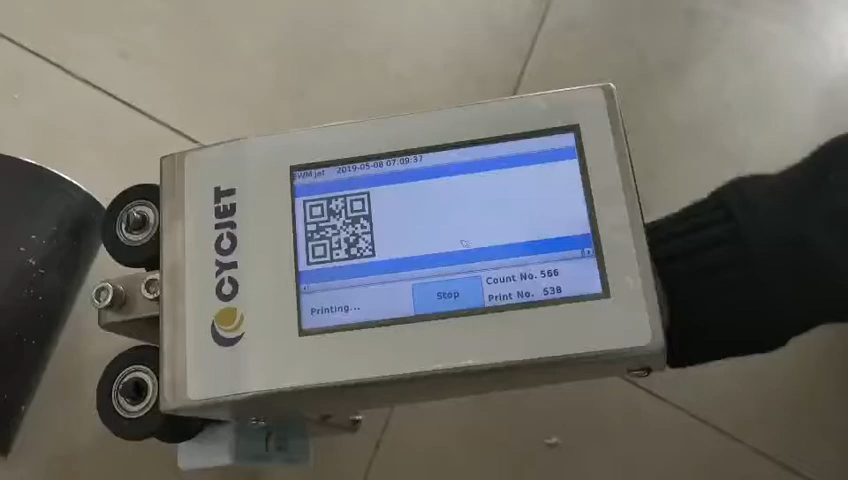 CYCJET
WM jet 2019-05-08 07:09:37
Count No. 566
Printing... Stop
Print No. 538